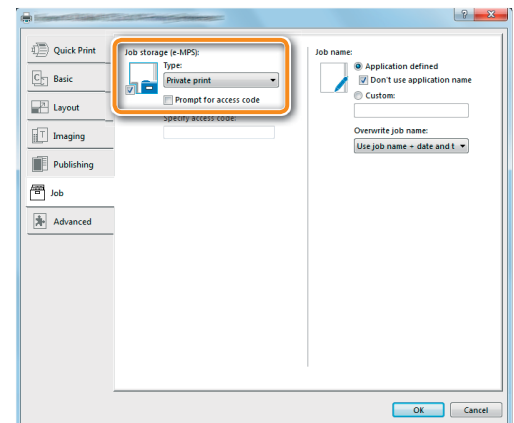 Quick Print
Basic
Layout
Imaging
Publishing
Job
Advanced
Job storage (e-MPS):
Type:
Private print
Prompt for access code
Specify access code:
Job name:
Application defined
Don't use application name
Custom:
Overwrite job name:
Use job name + date and t
OK
Cancel